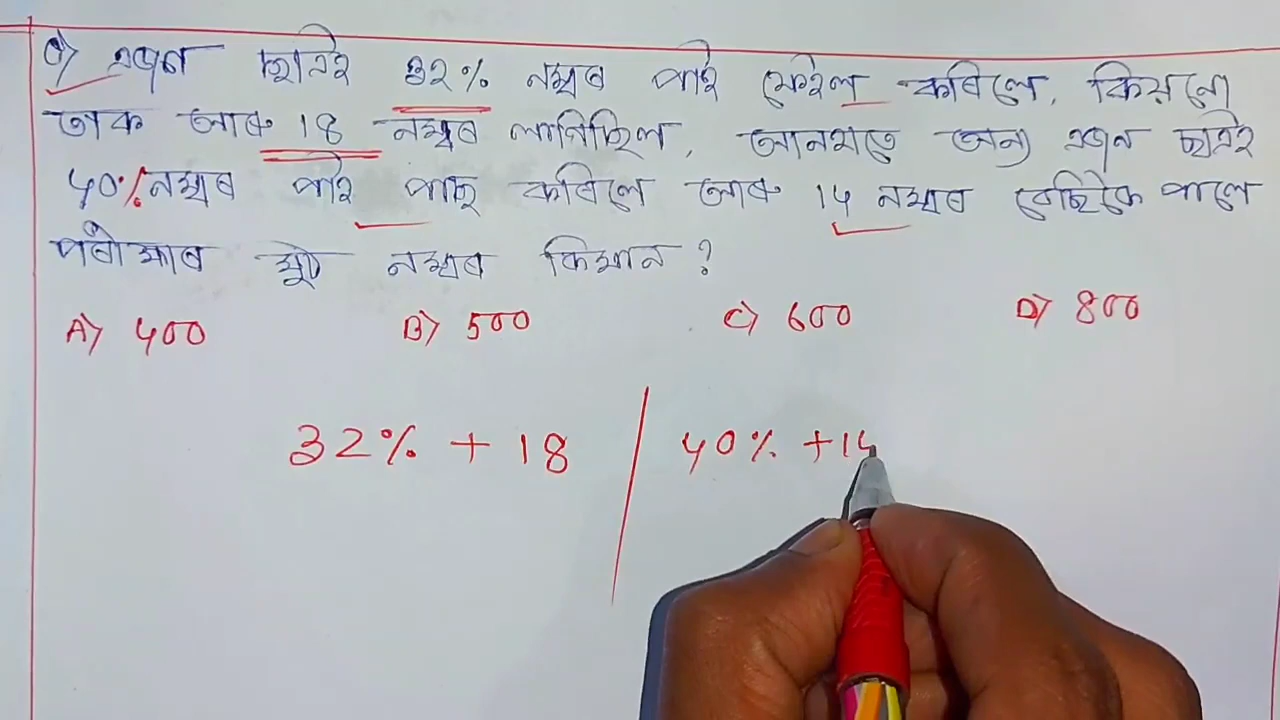 এজন ছাত্ৰই 32% নম্বৰ পাই ফেইল কৰিলে, কিয়নো
তাক আৰু 18 নম্বৰ লাগিছিল, আনহাতে অন্য এজন ছাত্ৰই
40% নম্বৰ পাই পাছ কৰিলে আৰু 14 নম্বৰ বেছিকৈ পালে
পৰীক্ষাৰ মুঠ নম্বৰ কিমান ?
A) 400 B) 500 C) 600 D) 800
32% + 18 / 40% + 14